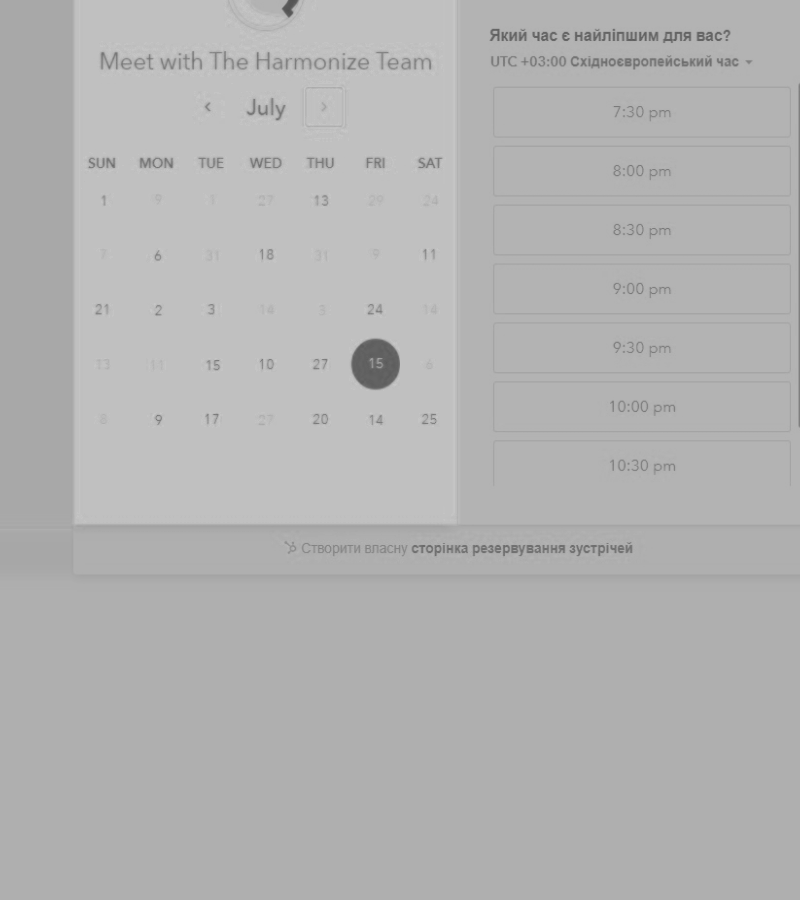 Meet with The Harmonize Team
July
SUN MON TUE WED THU FRI SAT
1 9 1 27 13 29 24
7 6 31 18 31 9 11
21 2 3 14 3 24 14
13 11 15 10 27 15 6
8 9 17 27 20 14 25
Який час є найліпшим для вас?
UTC +03:00 Східноєвропейський час
7:30 pm
8:00 pm
8:30 pm
9:00 pm
9:30 pm
10:00 pm
10:30 pm
Створити власну сторінка резервування зустрічей